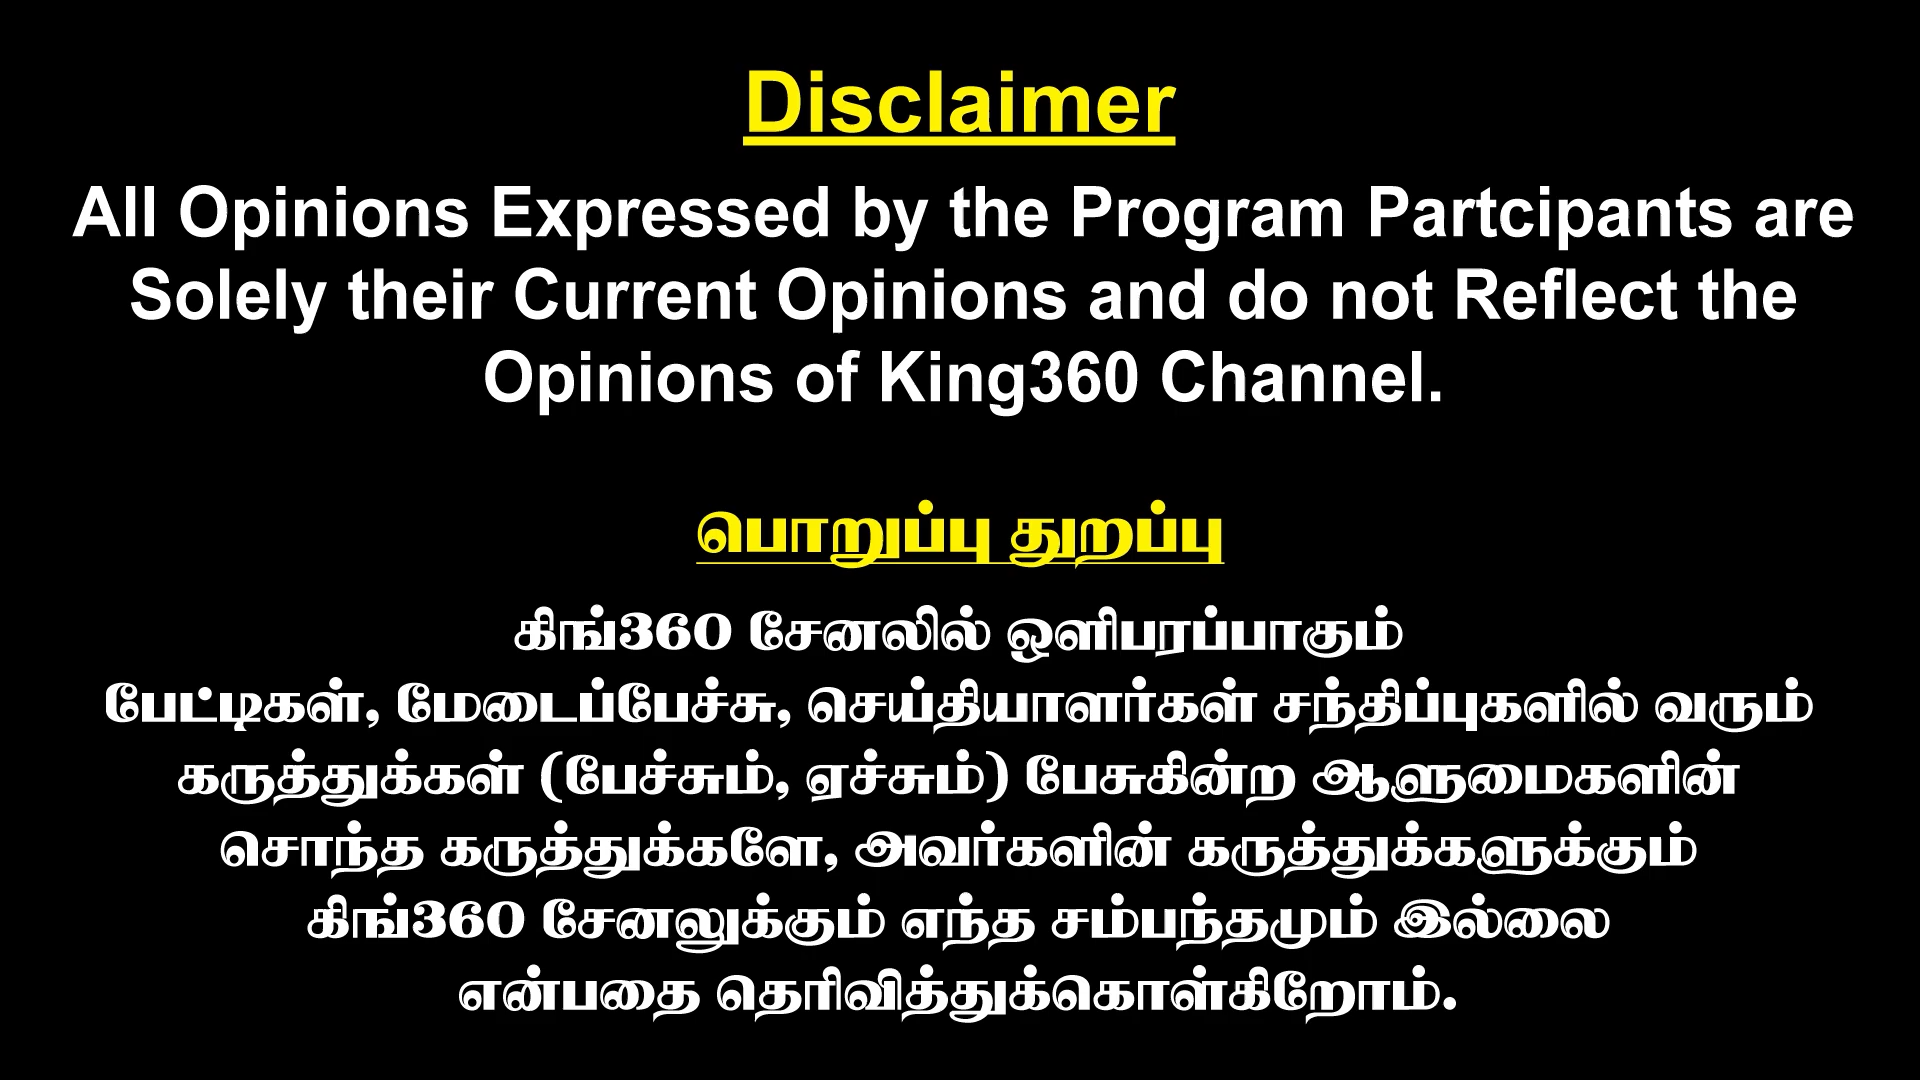 Disclaimer
All Opinions Expressed by the Program Partcipants are
Solely their Current Opinions and do not Reflect the
Opinions of King360 Channel.
பொறுப்பு துறப்பு
கிங்360 சேனலில் ஒளிபரப்பாகும்
பேட்டிகள், மேடைப்பேச்சு, செய்தியாளர்கள் சந்திப்புகளில் வரும்
கருத்துக்கள் (பேச்சும், ஏச்சும்) பேசுகின்ற ஆளுமைகளின்
சொந்த கருத்துக்களே, அவர்களின் கருத்துக்களுக்கும்
கிங்360 சேனலுக்கும் எந்த சம்பந்தமும் இல்லை
என்பதை தெரிவித்துக்கொள்கிறோம்.